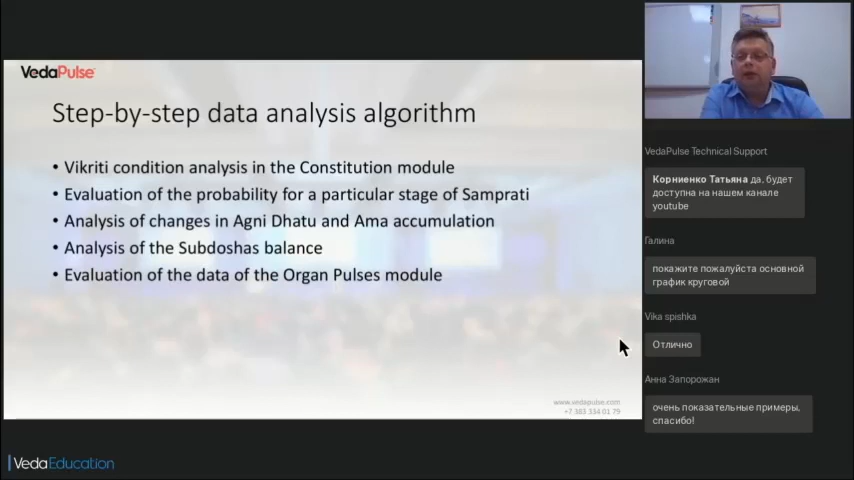 VedaPulse
Step-by-step data analysis algorithm
• Vikriti condition analysis in the Constitution module
• Evaluation of the probability for a particular stage of Samprati
• Analysis of changes in Agni Dhatu and Ama accumulation
• Analysis of the Subdoshas balance
• Evaluation of the data of the Organ Pulses module
www.vedapulse.com
+7 383 334 01 79
VedaEducation
VedaPulse Technical Support
Корниенко Татьяна да, будет
доступна на нашем канале
youtube
Галина
покажите пожалуйста основной
график круговой
Vika spishka
Отлично
Анна Запорожан
очень показательные примеры,
спасибо!